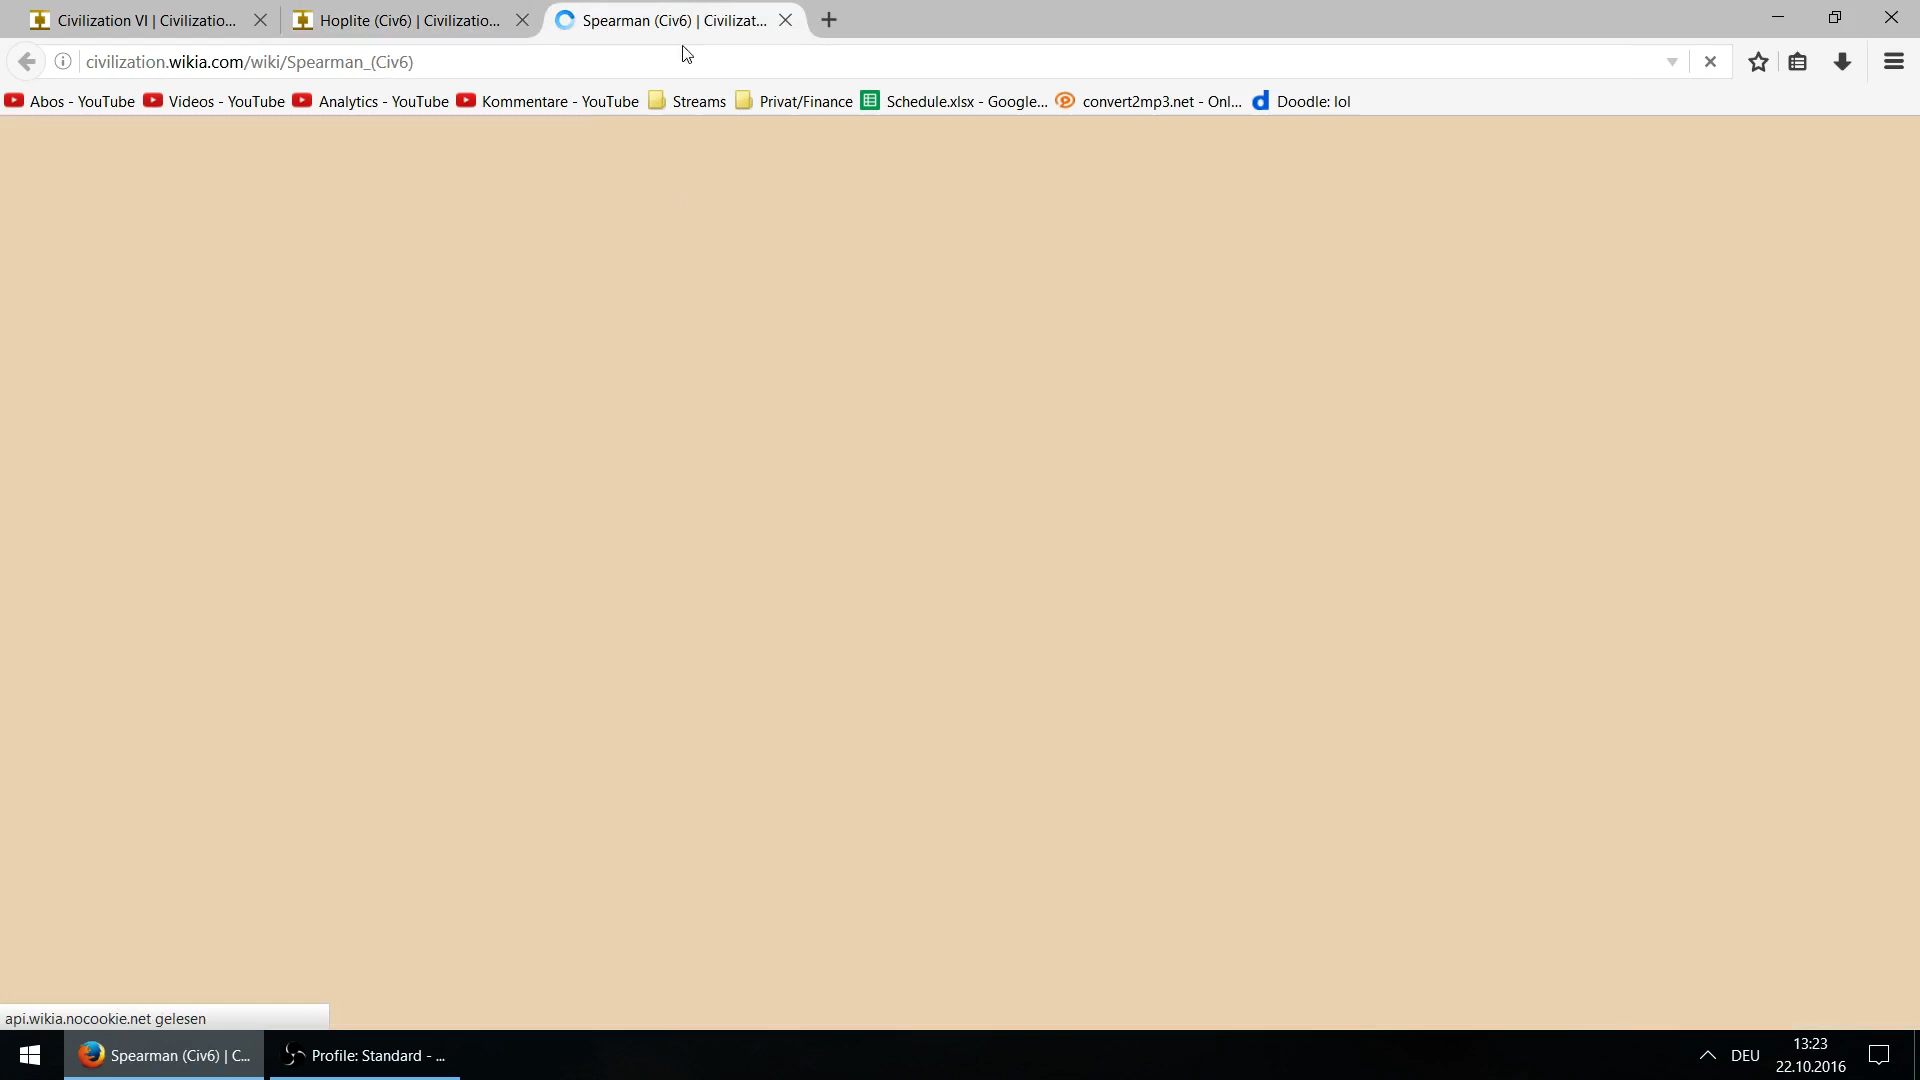 Civilization VI | Civilizatio...
Hoplite (Civ6) | Civilizatio...
Spearman (Civ6) | Civilizat...
civilization.wikia.com/wiki/Spearman_(Civ6)
Abos - YouTube
Videos - YouTube
Analytics - YouTube
Kommentare - YouTube
Streams
Privat/Finance
Schedule.xlsx - Google...
convert2mp3.net - Onl...
Doodle: lol
api.wikia.nocookie.net gelesen
Spearman (Civ6) | C...
Profile: Standard - ...
DEU
13:23
22.10.2016